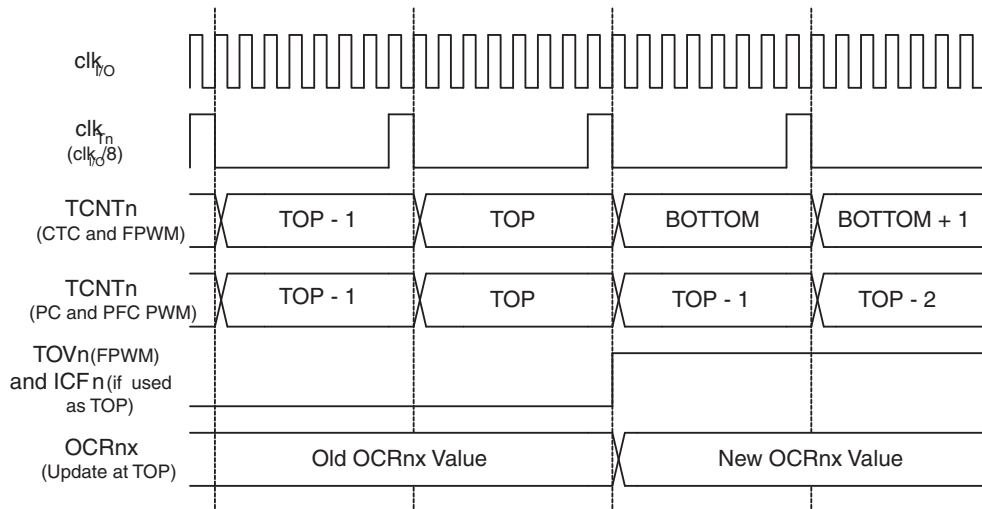 clkI/O
clkTn
(clkI/O/8)
TCNTn
(CTC and FPWM)
TOP - 1
TOP
BOTTOM
BOTTOM + 1
TCNTn
(PC and PFC PWM)
TOP - 1
TOP
TOP - 1
TOP - 2
TOVn(FPWM)
and ICFn(if used
as TOP)
OCRnx
(Update at TOP)
Old OCRnx Value
New OCRnx Value